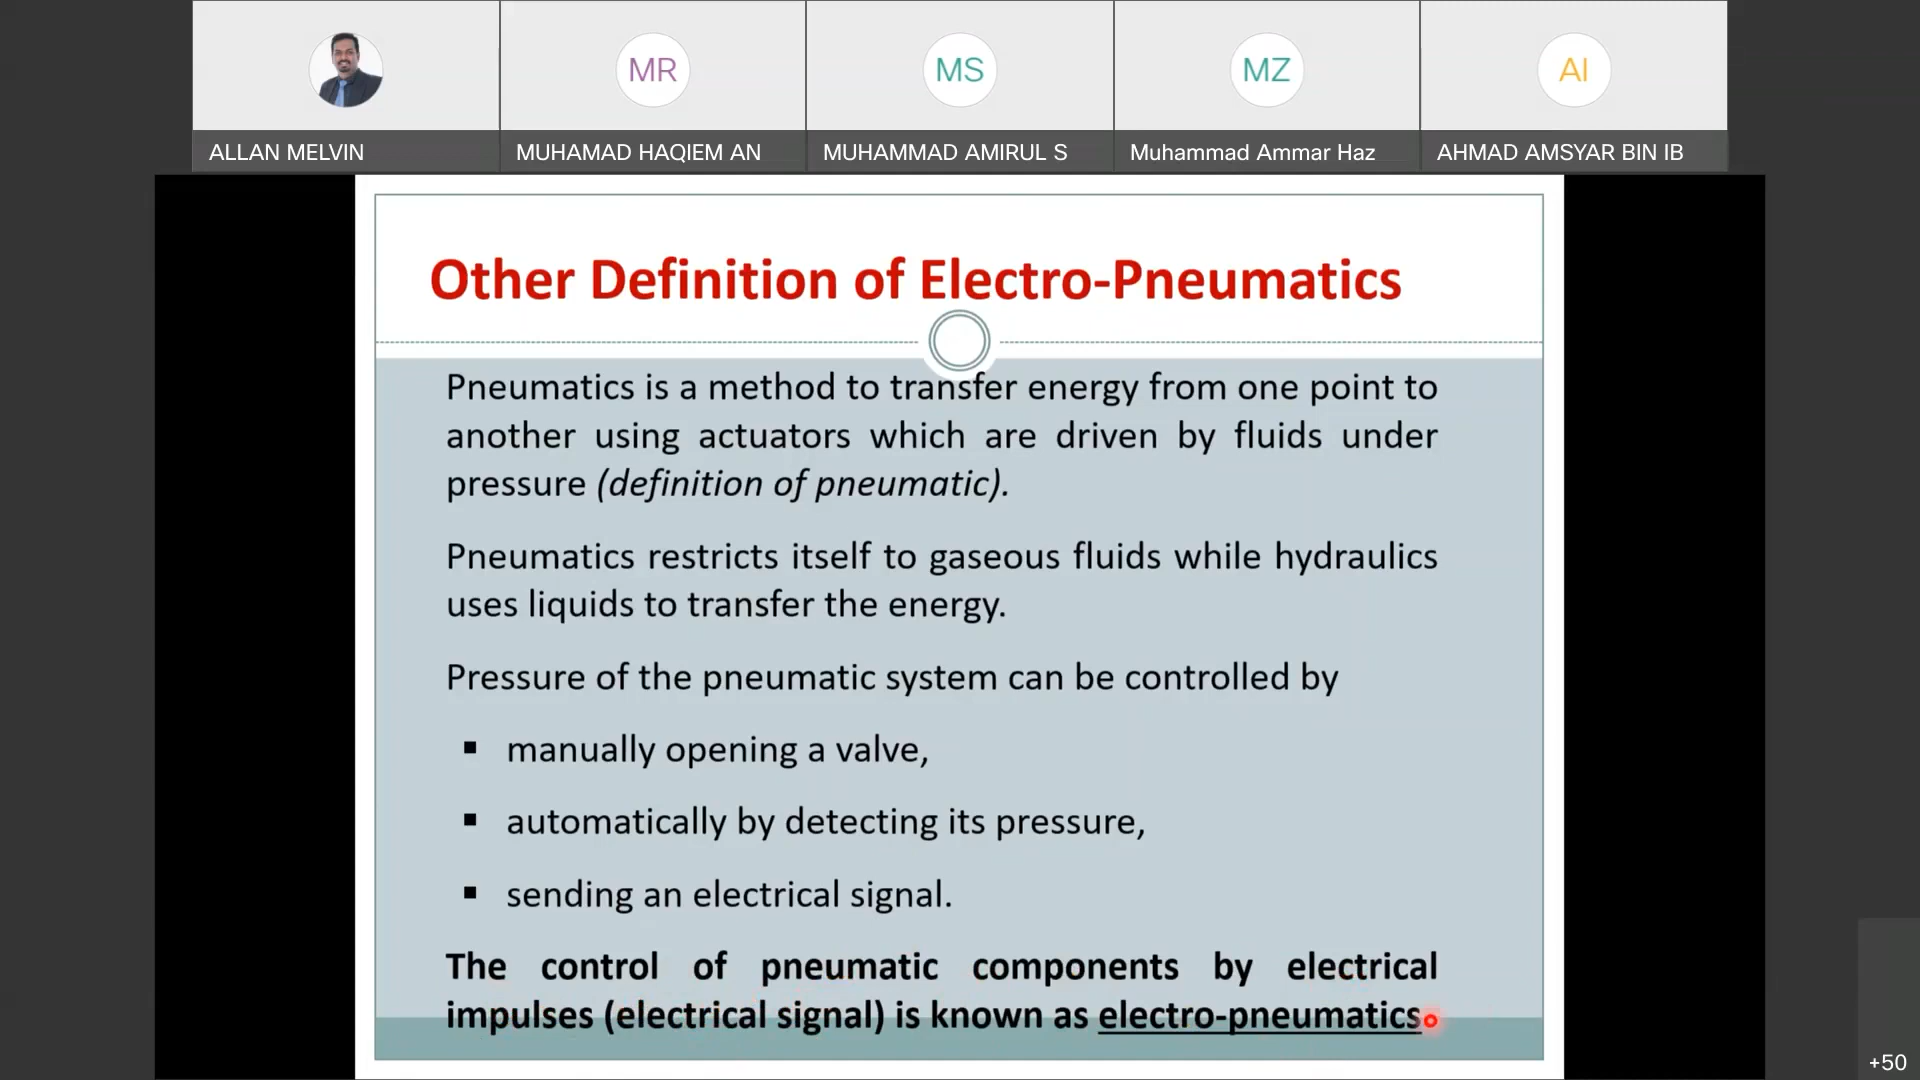 MR
MS
MZ
AI
ALLAN MELVIN
MUHAMAD HAQIEM AN
MUHAMMAD AMIRUL S
Muhammad Ammar Haz
AHMAD AMSYAR BIN IB
Other Definition of Electro-Pneumatics
Pneumatics is a method to transfer energy from one point to
another using actuators which are driven by fluids under
pressure (definition of pneumatic).
Pneumatics restricts itself to gaseous fluids while hydraulics
uses liquids to transfer the energy.
Pressure of the pneumatic system can be controlled by
▪ manually opening a valve,
▪ automatically by detecting its pressure,
▪ sending an electrical signal.
The control of pneumatic components by electrical
impulses (electrical signal) is known as electro-pneumatics
+50